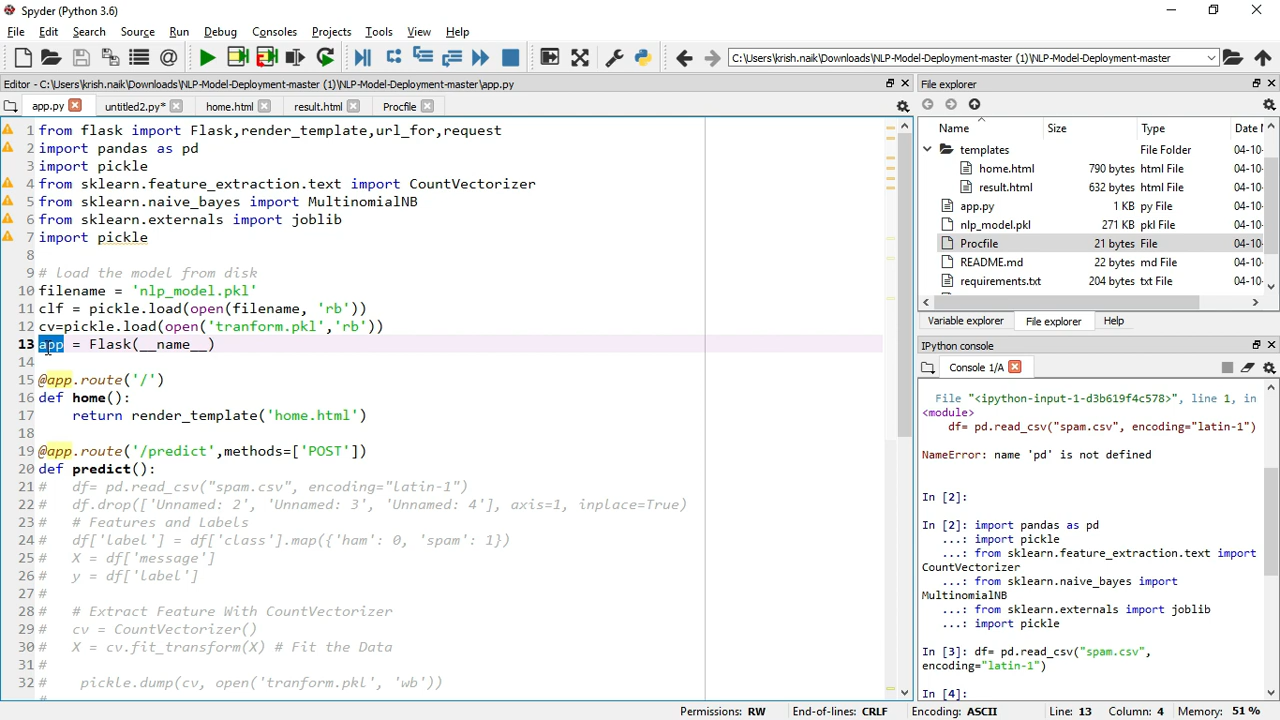 Spyder (Python 3.6)
File Edit Search Source Run Debug Consoles Projects Tools View Help
C:\Users\krish.naik\Downloads\NLP-Model-Deployment-master (1)\NLP-Model-Deployment-master
Editor - C:\Users\krish.naik\Downloads\NLP-Model-Deployment-master (1)\NLP-Model-Deployment-master\app.py
app.py untitled2.py* home.html result.html Procfile
1 from flask import Flask,render_template,url_for,request
2 import pandas as pd
3 import pickle
4 from sklearn.feature_extraction.text import CountVectorizer
5 from sklearn.naive_bayes import MultinomialNB
6 from sklearn.externals import joblib
7 import pickle
8
9 # load the model from disk
10 filename = 'nlp_model.pkl'
11 clf = pickle.load(open(filename, 'rb'))
12 cv=pickle.load(open('tranform.pkl','rb'))
13 app = Flask(__name__)
14
15 @app.route('/')
16 def home():
17 return render_template('home.html')
18
19 @app.route('/predict',methods=['POST'])
20 def predict():
21 # df= pd.read_csv("spam.csv", encoding="latin-1")
22 # df.drop(['Unnamed: 2', 'Unnamed: 3', 'Unnamed: 4'], axis=1, inplace=True)
23 # # Features and Labels
24 # df['label'] = df['class'].map({'ham': 0, 'spam': 1})
25 # X = df['message']
26 # y = df['label']
27 #
28 # # Extract Feature With CountVectorizer
29 # cv = CountVectorizer()
30 # X = cv.fit_transform(X) # Fit the Data
31 #
32 # pickle.dump(cv, open('tranform.pkl', 'wb'))
File explorer
Name Size Type Date M
templates File Folder 04-10-
home.html 790 bytes html File 04-10-
result.html 632 bytes html File 04-10-
app.py 1 KB py File 04-10-
nlp_model.pkl 271 KB pkl File 04-10-
Procfile 21 bytes File 04-10-
README.md 22 bytes md File 04-10-
requirements.txt 204 bytes txt File 04-10-
Variable explorer File explorer Help
IPython console
Console 1/A
File "<ipython-input-1-d3b619f4c578>", line 1, in
<module>
df= pd.read_csv("spam.csv", encoding="latin-1")
NameError: name 'pd' is not defined
In [2]:
In [2]: import pandas as pd
...: import pickle
...: from sklearn.feature_extraction.text import
CountVectorizer
...: from sklearn.naive_bayes import
MultinomialNB
...: from sklearn.externals import joblib
...: import pickle
In [3]: df= pd.read_csv("spam.csv",
encoding="latin-1")
In [4]:
Permissions: RW End-of-lines: CRLF Encoding: ASCII Line: 13 Column: 4 Memory: 51 %